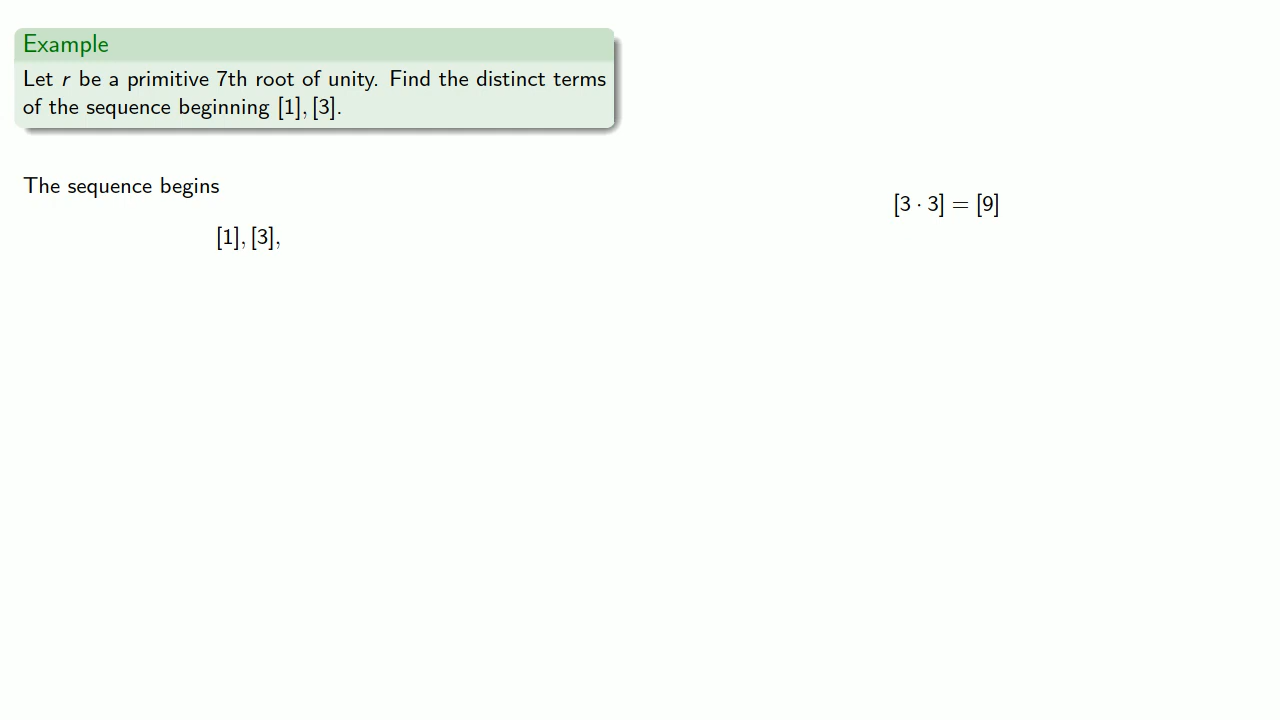 Example
Let r be a primitive 7th root of unity. Find the distinct terms
of the sequence beginning [1], [3].
The sequence begins
[1], [3],
[3 · 3] = [9]